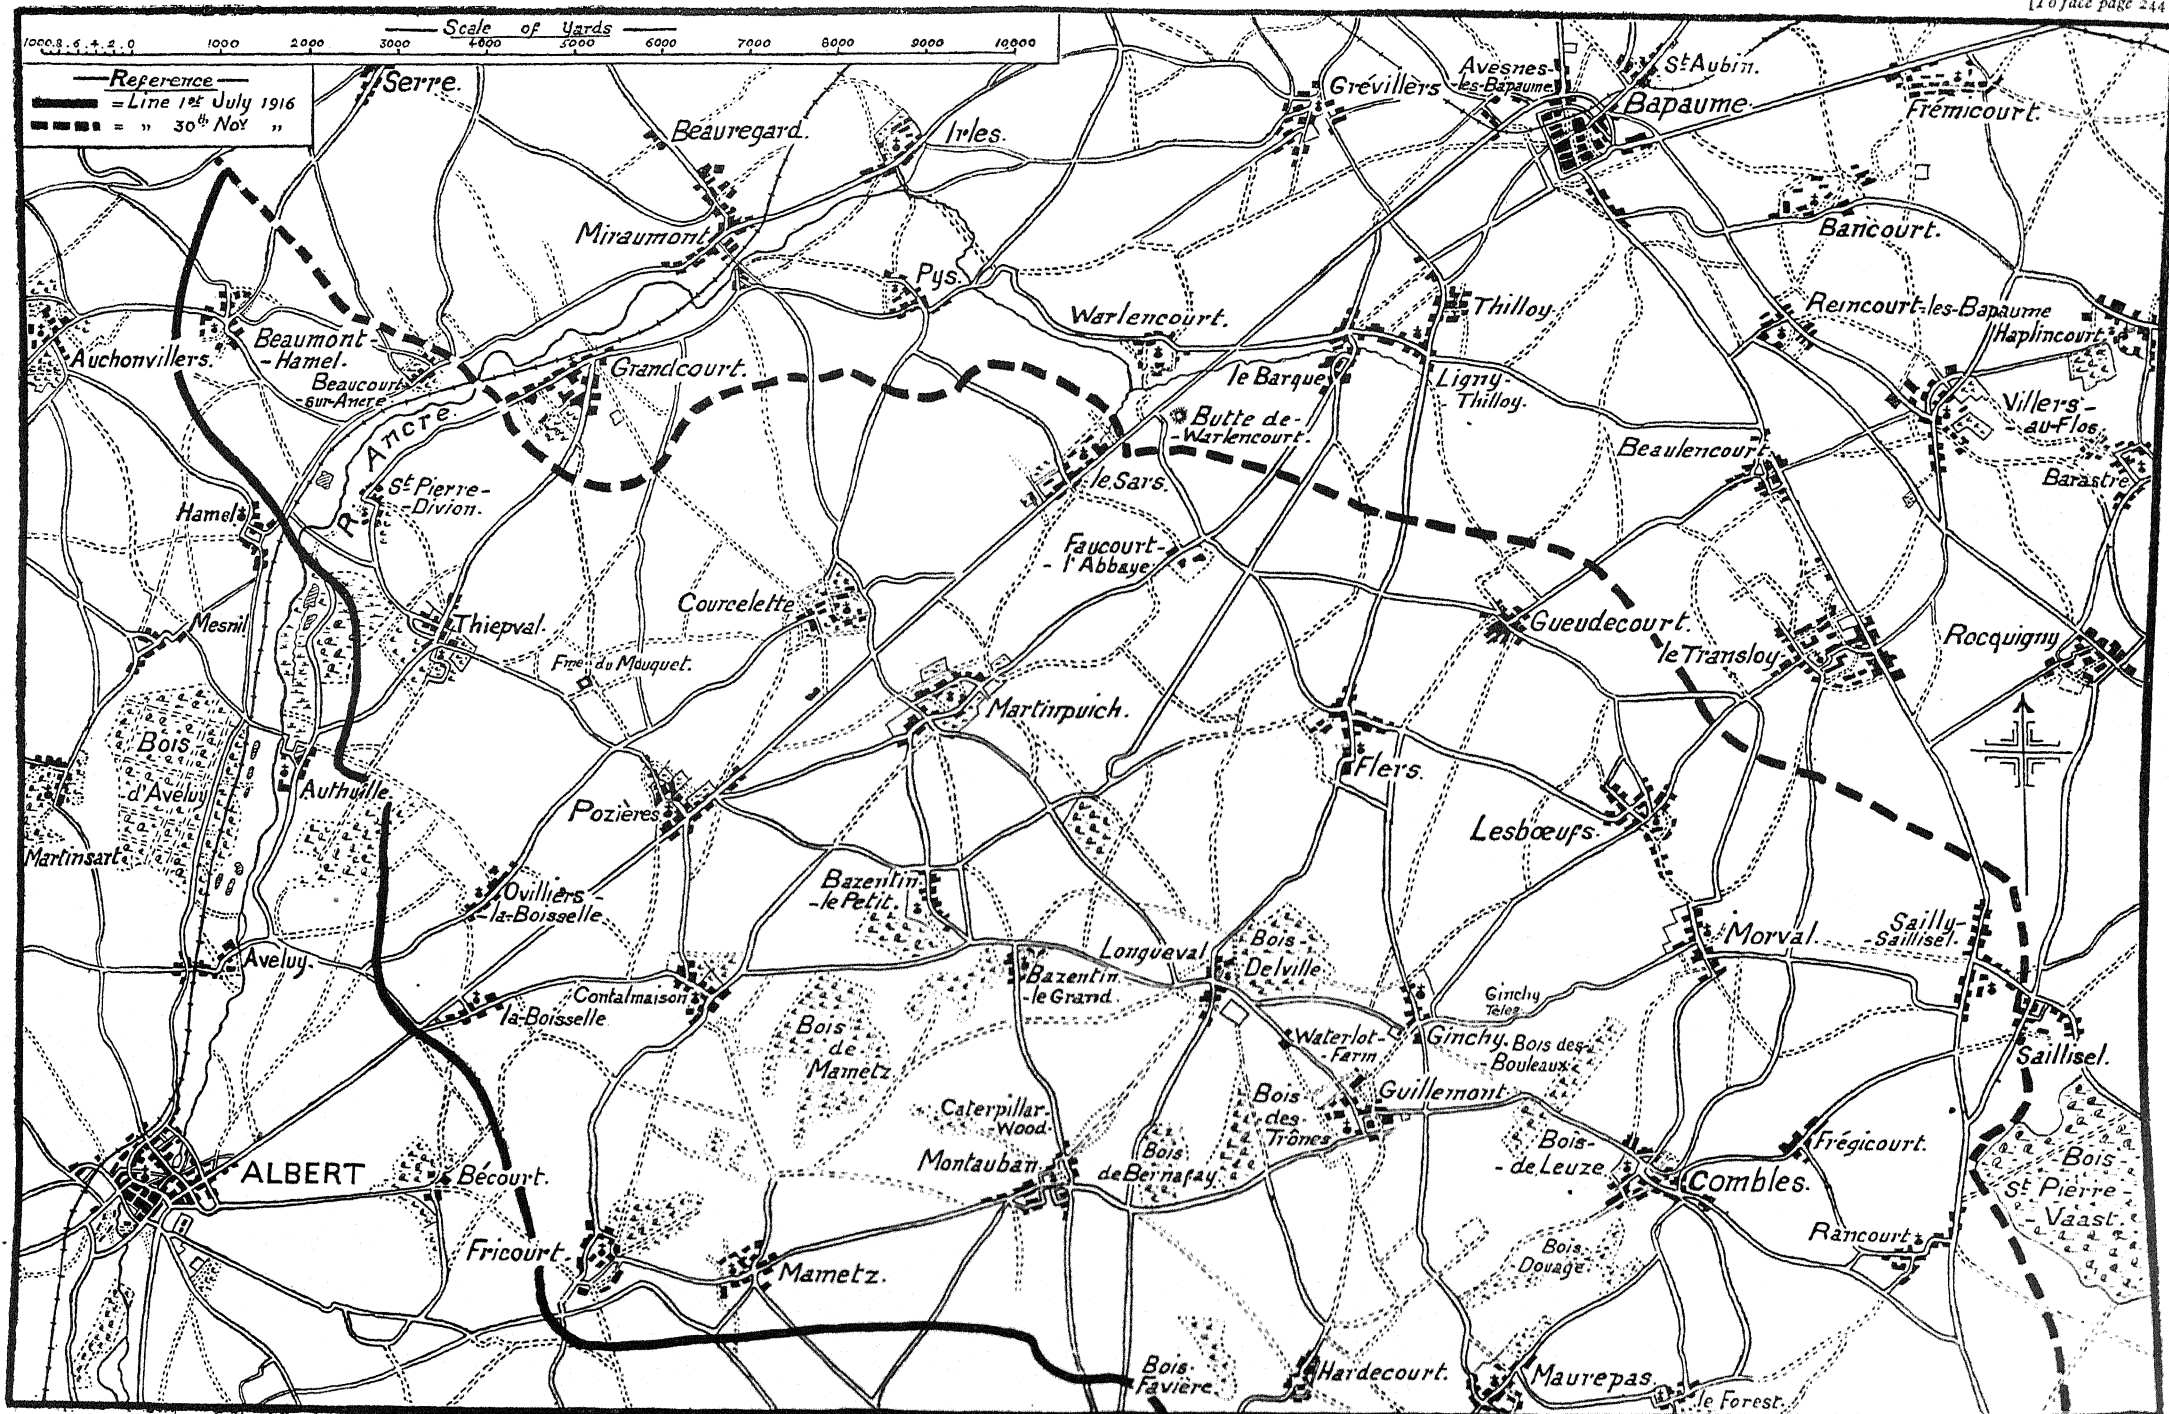 [To face page 244
Scale of Yards
1000.8.6.4.2.0 1000 2000 3000 4000 5000 6000 7000 8000 9000 10,000
Reference
= Line 1st July 1916
= " 30th Nov "
Serre.
Beauregard.
Irles.
Grévillers
Avesnes-
-les-Bapaume
St Aubin.
Bapaume
Frémicourt.
Miraumont
Pys.
Bancourt.
Warlencourt.
Thilloy
Reincourt-les-Bapaume
Haplincourt
Auchonvillers.
Beaumont-
-Hamel.
Beaucourt
-sur-Ancre
Grandcourt.
le Barque
Ligny-
-Thilloy.
Villers-
-au-Flos
Butte de-
-Warlencourt.
R. Ancre.
Beaulencourt
Barastre
St Pierre-
-Divion.
le Sars.
Hamel
Faucourt-
-l'Abbaye
Courcelette
Mesnil
Thiepval.
Gueudecourt.
Rocquigny
Fme du Mouquet.
le Transloy
Martinpuich.
Bois
d'Aveluy
Authuille
Flers.
Pozières
Lesbœufs.
Martinsart
Ovilliers-
-la-Boisselle
Bazentin
-le Petit.
Sailly-
-Saillisel.
Morval.
Longueval
Bois-
Delville
Aveluy.
Contalmaison
Bazentin
-le Grand.
la-Boisselle
Ginchy
Teleg.
Bois
de
Mametz
Waterlot-
-Farm
Ginchy.
Bois des-
-Bouleaux
Saillisel.
Guillemont
Caterpillar-
-Wood.
Bois
des-
Trônes
Frégicourt.
ALBERT
Bécourt.
Montauban
Bois
de Bernafay
Bois-
-de Leuze
Combles.
Bois-
St Pierre-
-Vaast.
Fricourt.
Mametz.
Bois
Douage.
Rancourt
Bois-
Favière.
Hardecourt.
Maurepas
le Forest.